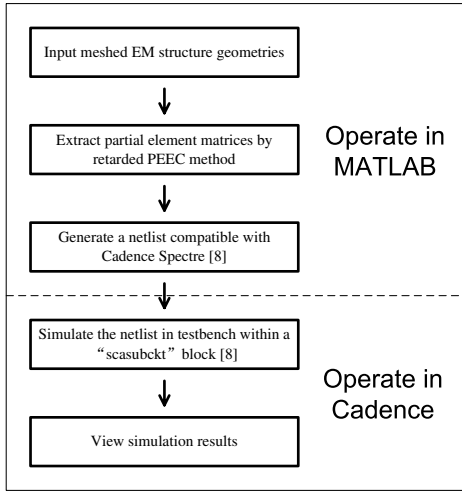 Input meshed EM structure geometries
Extract partial element matrices by
retarded PEEC method
Operate in
MATLAB
Generate a netlist compatible with
Cadence Spectre [8]
Simulate the netlist in testbench within a
“scasubckt” block [8]
Operate in
Cadence
View simulation results